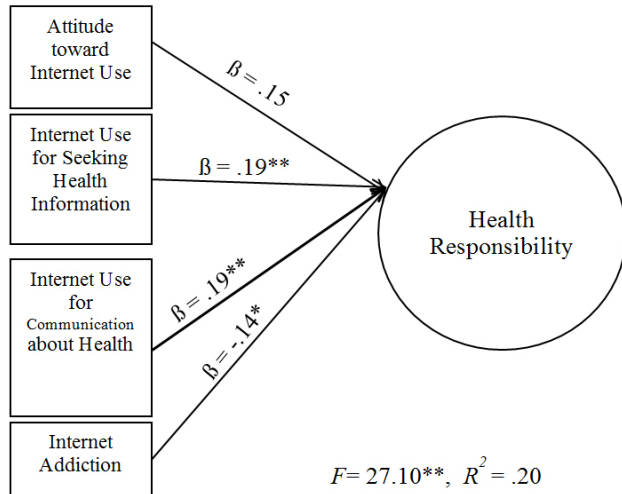 Attitude
toward
Internet Use
ß = .15
Internet Use
for Seeking
Health
Information
ß = .19**
Internet Use
for
Communication
about Health
ß = .19**
Internet
Addiction
ß = -.14*
Health
Responsibility
F= 27.10**, R² = .20